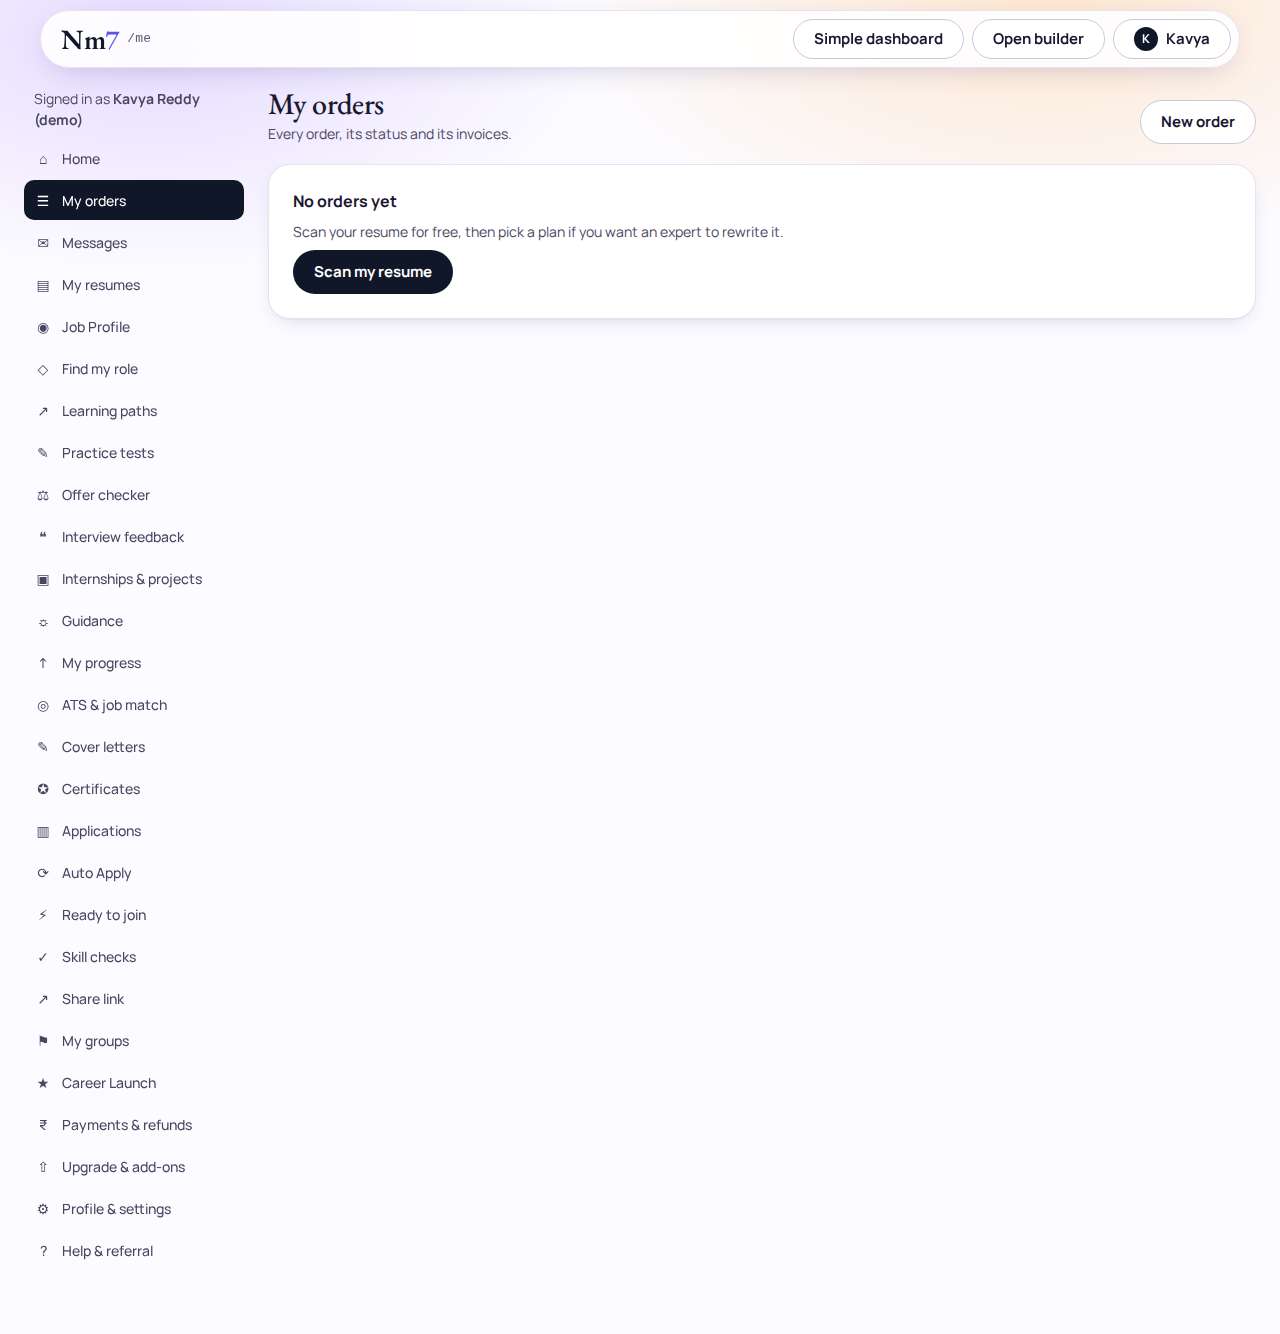 Nm7 /me
Simple dashboard
Open builder
K Kavya
Signed in as Kavya Reddy
(demo)
⌂ Home
☰ My orders
✉ Messages
▤ My resumes
◉ Job Profile
◇ Find my role
↗ Learning paths
✎ Practice tests
⚖ Offer checker
❝ Interview feedback
▣ Internships & projects
☼ Guidance
↑ My progress
◎ ATS & job match
✎ Cover letters
✪ Certificates
▥ Applications
⟳ Auto Apply
⚡ Ready to join
✓ Skill checks
↗ Share link
⚑ My groups
★ Career Launch
₹ Payments & refunds
⇧ Upgrade & add-ons
⚙ Profile & settings
? Help & referral
My orders
Every order, its status and its invoices.
New order
No orders yet
Scan your resume for free, then pick a plan if you want an expert to rewrite it.
Scan my resume